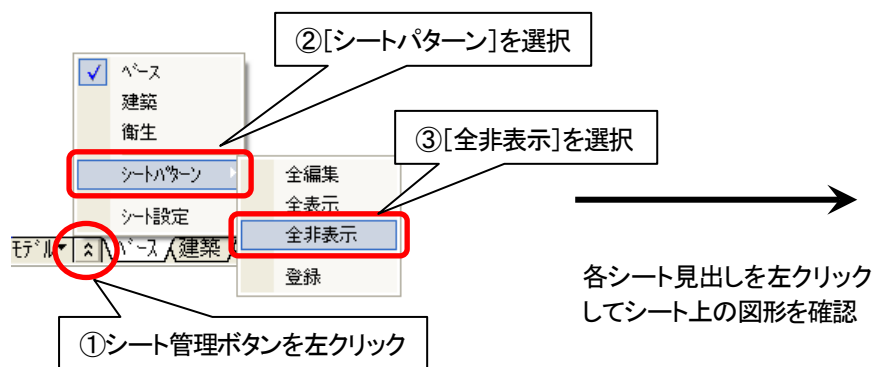 ②[シートパターン]を選択
ベース
建築
衛生
③[全非表示]を選択
シートパターン
全編集
全表示
シート設定
全非表示
モデル
ベース
建築
登録
各シート見出しを左クリック
してシート上の図形を確認
①シート管理ボタンを左クリック